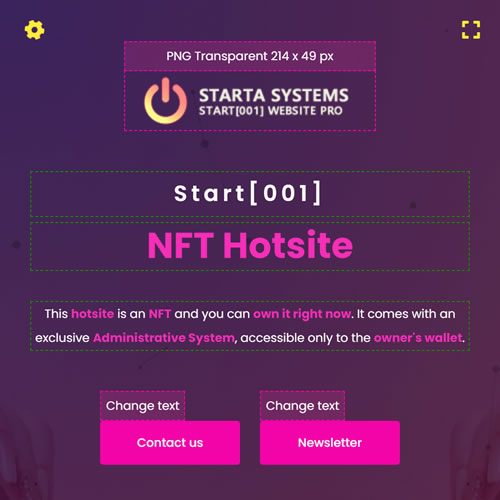 PNG Transparent 214 x 49 px
STARTA SYSTEMS
START[001] WEBSITE PRO
Start[001]
NFT Hotsite
This hotsite is an NFT and you can own it right now. It comes with an
exclusive Administrative System, accessible only to the owner's wallet.
Change text
Change text
Contact us
Newsletter